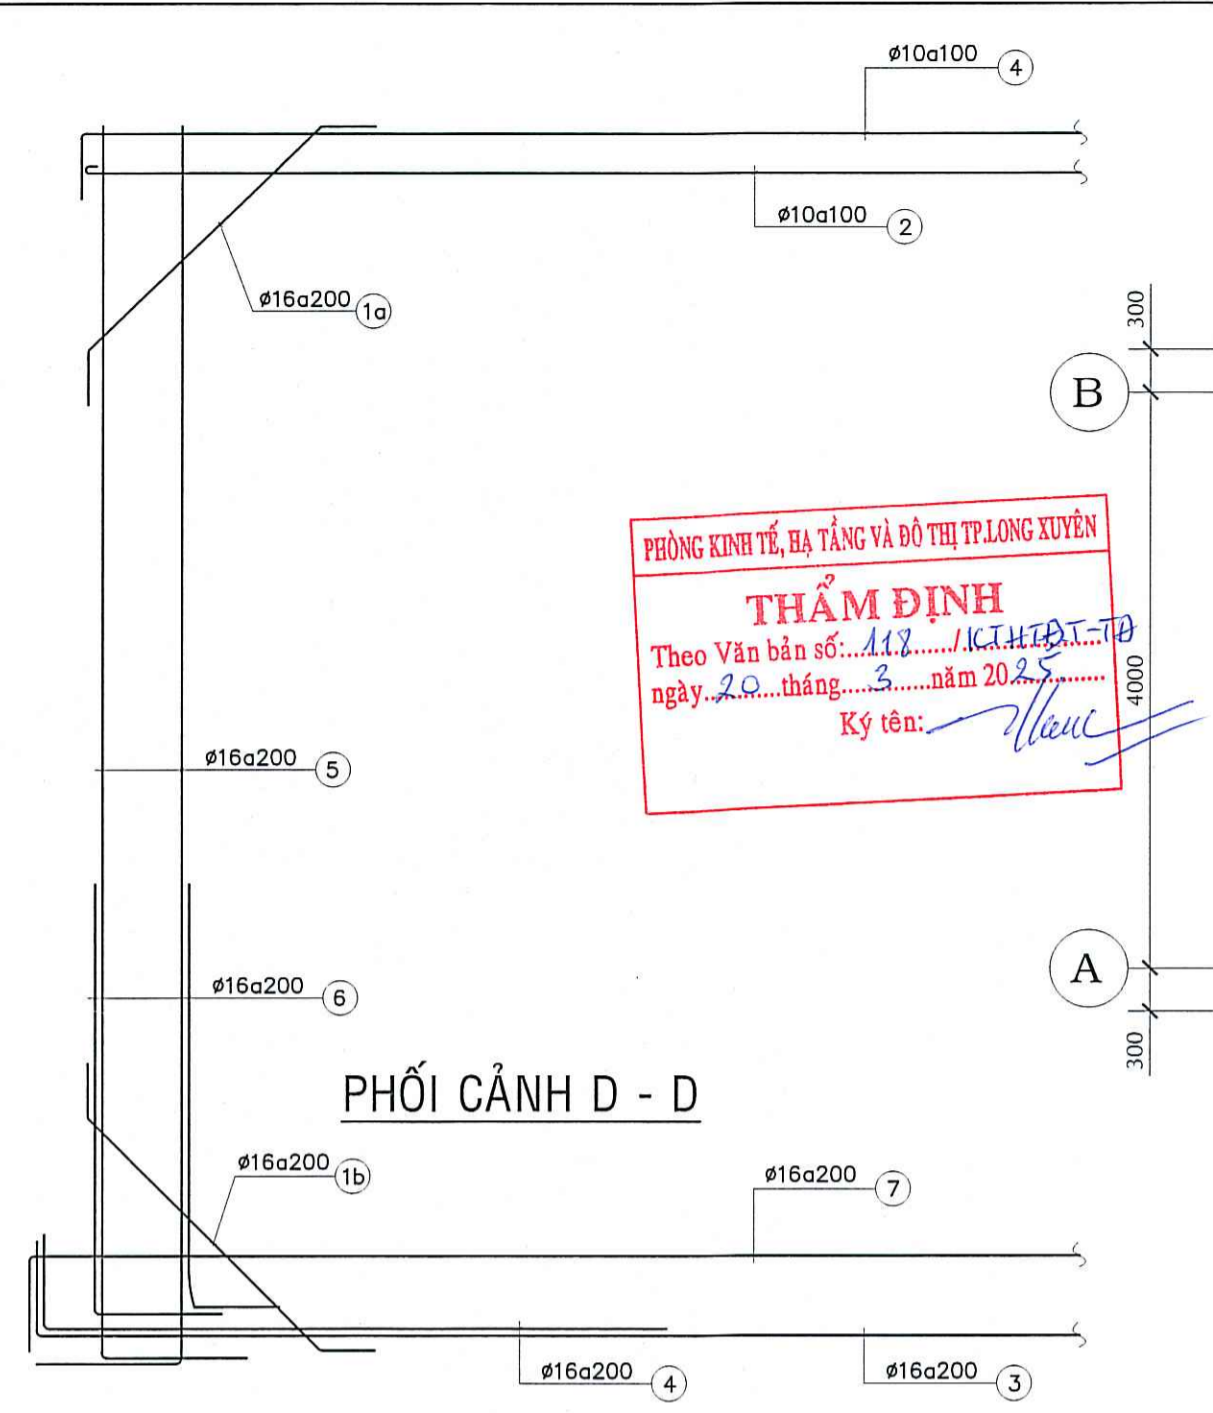 ø10a100 4
ø10a100 2
ø16a200 1a
300
B
PHÒNG KINH TẾ, HẠ TẦNG VÀ ĐÔ THỊ TP.LONG XUYÊN
THẨM ĐỊNH
Theo Văn bản số:...118....../KTHTĐT-TĐ
ngày..20...tháng....3.....năm 2025.........
Ký tên:
4000
ø16a200 5
A
ø16a200 6
300
PHỐI CẢNH D - D
ø16a200 1b
ø16a200 7
ø16a200 4
ø16a200 3